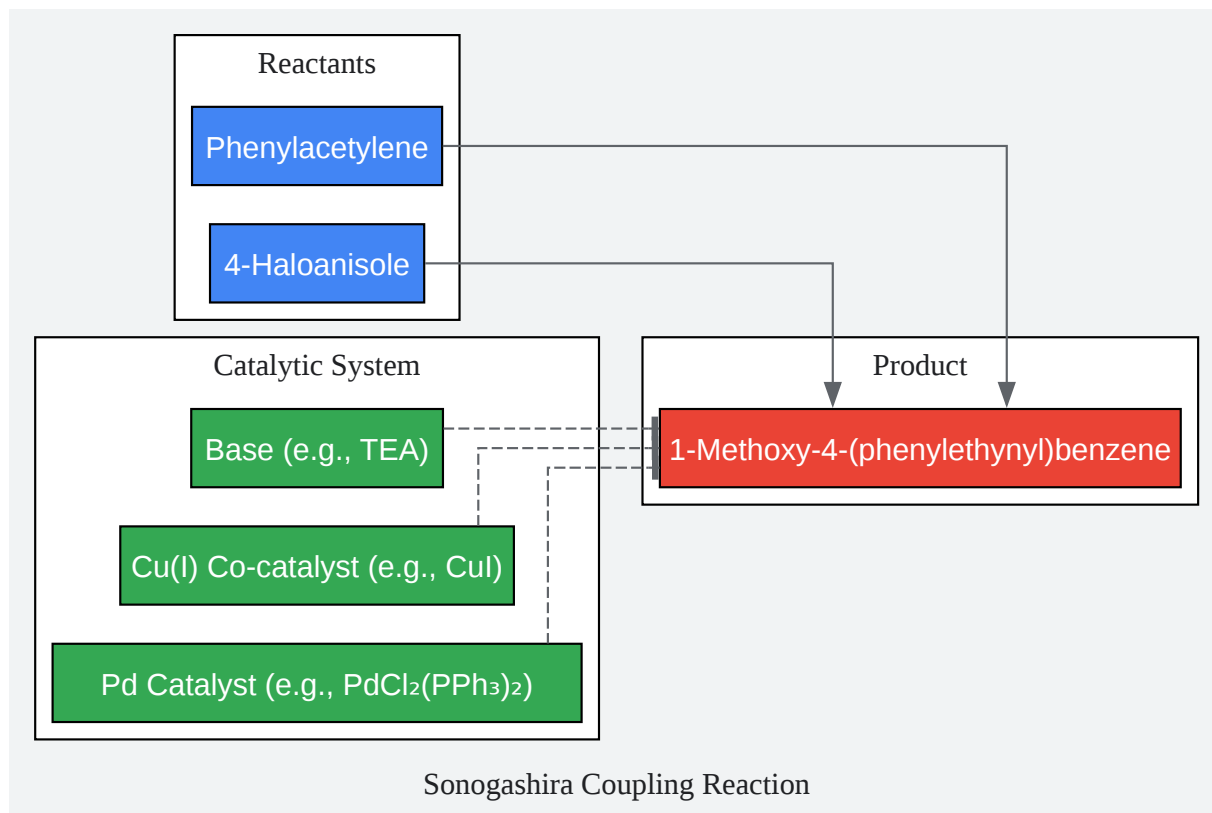 Reactants
Phenylacetylene
4-Haloanisole
Catalytic System
Base (e.g., TEA)
Cu(I) Co-catalyst (e.g., CuI)
Pd Catalyst (e.g., PdCl₂(PPh₃)₂)
Product
1-Methoxy-4-(phenylethynyl)benzene
Sonogashira Coupling Reaction